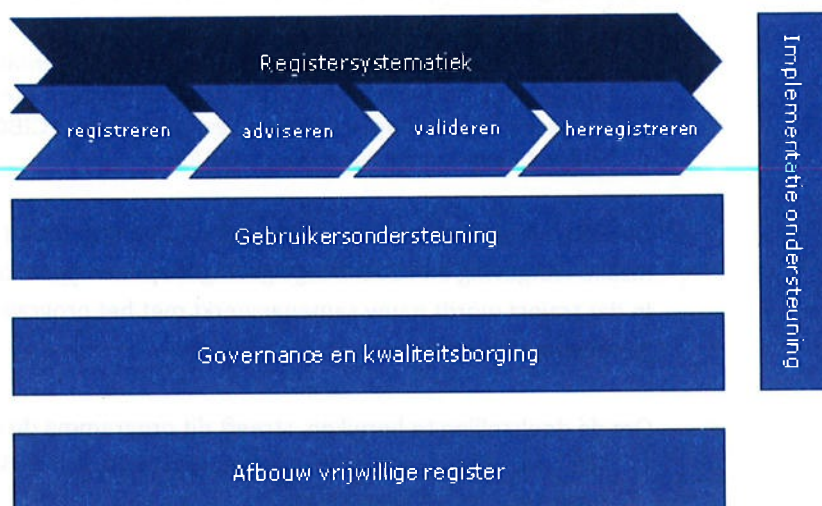 Registersystematiek
registreren
adviseren
valideren
herregistreren
Gebruikersondersteuning
Governance en kwaliteitsborging
Afbouw vrijwillige register
Implementatie ondersteuning